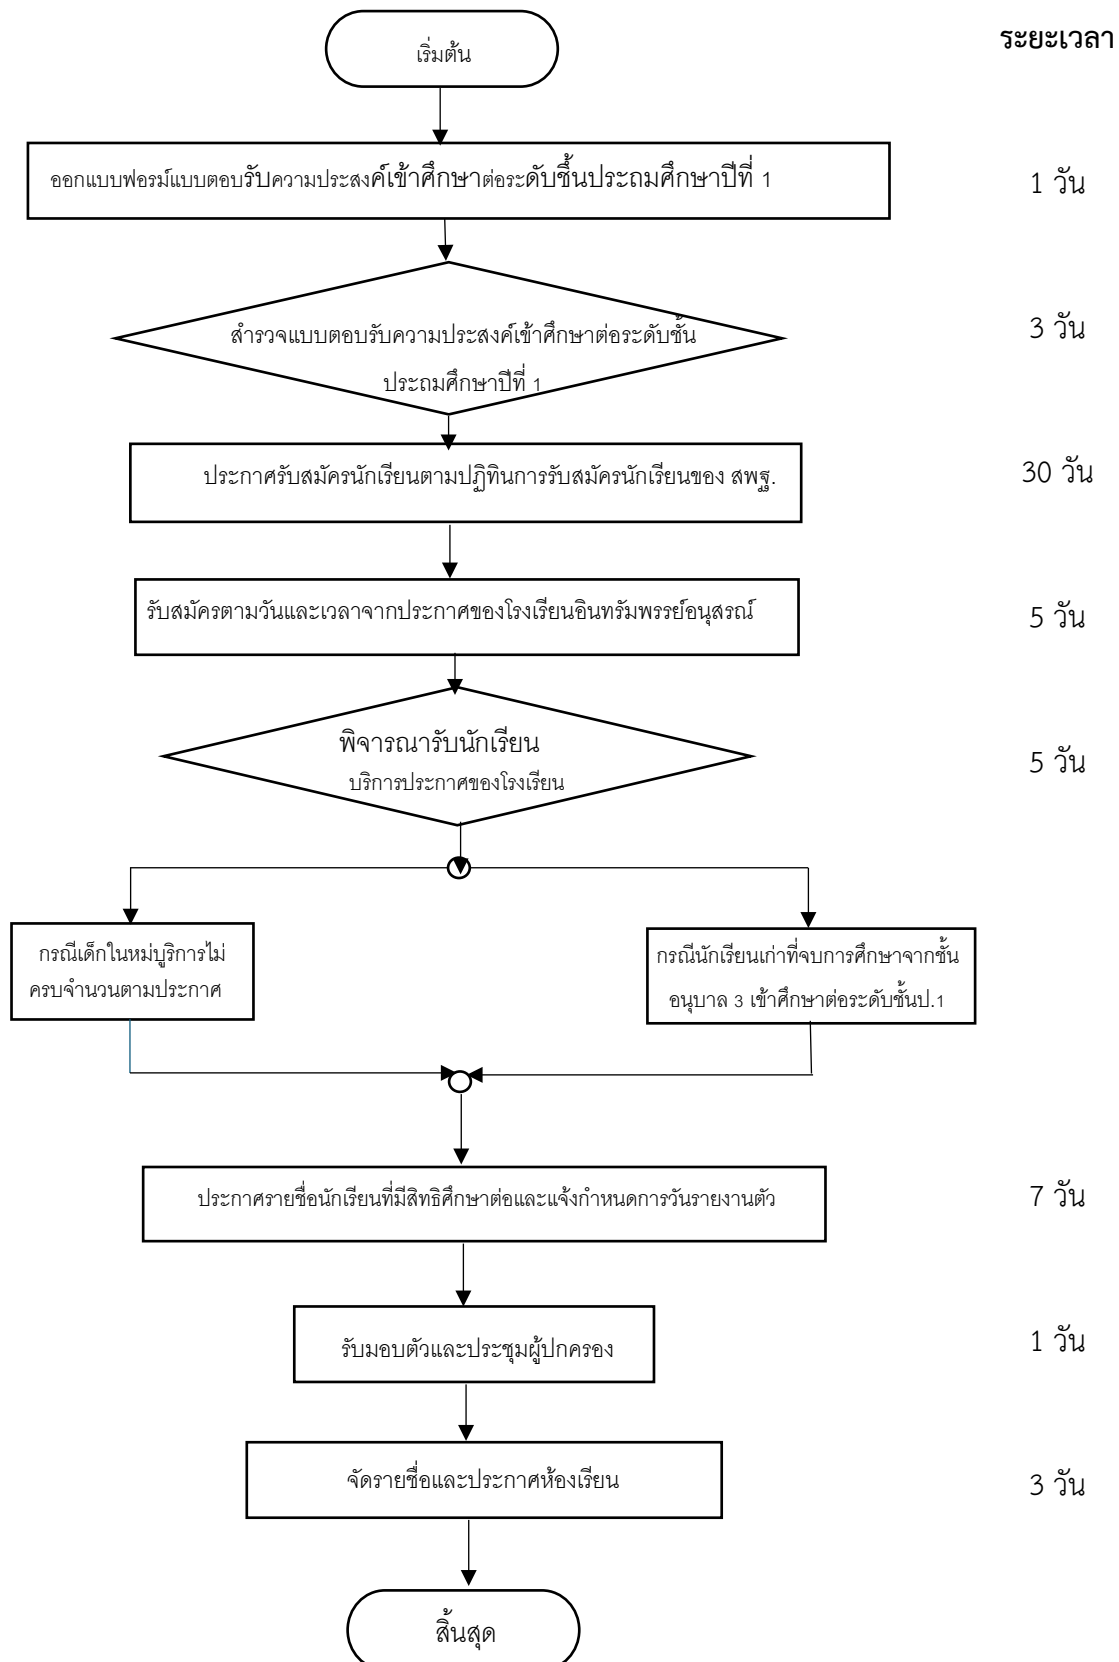 ระยะเวลา
เริ่มต้น
ออกแบบฟอรม์แบบตอบรับความประสงค์เข้าศึกษาต่อระดับชึ้นประถมศึกษาปีที่ 1
1 วัน
สำรวจแบบตอบรับความประสงค์เข้าศึกษาต่อระดับชั้น
ประถมศึกษาปีที่ 1
3 วัน
ประกาศรับสมัครนักเรียนตามปฏิทินการรับสมัครนักเรียนของ สพฐ.
30 วัน
รับสมัครตามวันและเวลาจากประกาศของโรงเรียนอินทรัมพรรย์อนุสรณ์
5 วัน
พิจารณารับนักเรียน
บริการประกาศของโรงเรียน
5 วัน
กรณีเด็กในหมู่บริการไม่
ครบจำนวนตามประกาศ
กรณีนักเรียนเก่าที่จบการศึกษาจากชั้น
อนุบาล 3 เข้าศึกษาต่อระดับชั้นป.1
ประกาศรายชื่อนักเรียนที่มีสิทธิศึกษาต่อและแจ้งกำหนดการวันรายงานตัว
7 วัน
รับมอบตัวและประชุมผู้ปกครอง
1 วัน
จัดรายชื่อและประกาศห้องเรียน
3 วัน
สิ้นสุด